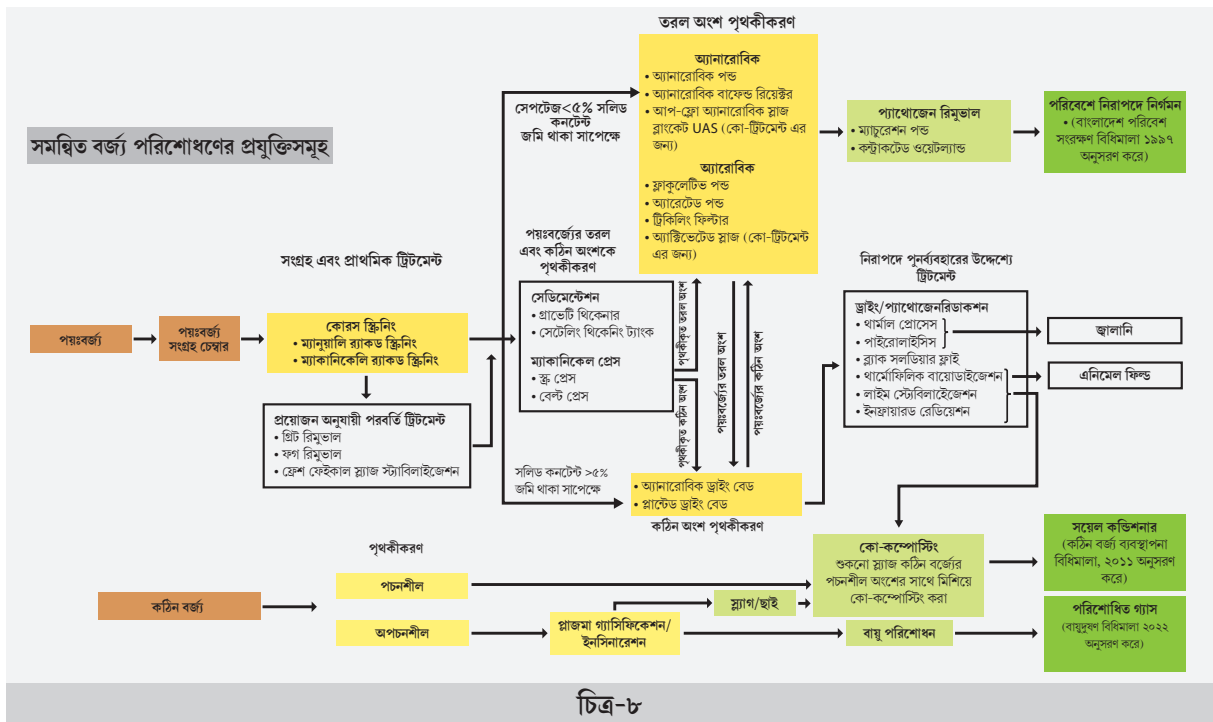 সমন্বিত বর্জ্য পরিশোধণের প্রযুক্তিসমূহ
তরল অংশ পৃথকীকরণ
সেপটেজ<৫% সলিড
কনটেন্ট
জমি থাকা সাপেক্ষে
অ্যানারোবিক
• অ্যানারোবিক পন্ড
• অ্যানারোবিক বাফেল্ড রিয়েক্টর
• আপ-ফ্লো অ্যানারোবিক স্লাজ
ব্লাংকেট UAS (কো-ট্রিটমেন্ট এর
জন্য)
অ্যারোবিক
• ফ্লাকুলেটিভ পন্ড
• অ্যারেটেড পন্ড
• ট্রিকিলিং ফিল্টার
• অ্যাক্টিভেটেড স্লাজ (কো-ট্রিটমেন্ট
এর জন্য)
প্যাথোজেন রিমুভাল
• ম্যাচুরেশন পন্ড
• কন্ট্রাকটেড ওয়েটল্যান্ড
পরিবেশে নিরাপদে নির্গমন
• (বাংলাদেশ পরিবেশ
সংরক্ষণ বিধিমালা ১৯৯৭
অনুসরণ করে)
সংগ্রহ এবং প্রাথমিক ট্রিটমেন্ট
পয়ঃবর্জ্য
পয়ঃবর্জ্য
সংগ্রহ চেম্বার
কোরস স্ক্রিনিং
• ম্যনুয়ালি র‍্যাকড স্ক্রিনিং
• ম্যাকানিকেলি র‍্যাকড স্ক্রিনিং
প্রয়োজন অনুযায়ী পরবর্তি ট্রিটমেন্ট
• গ্রিট রিমুভাল
• ফগ রিমুভাল
• ফ্রেশ ফেইকাল স্ল্যাজ স্ট্যাবিলাইজেশন
পয়ঃবর্জ্যের তরল
এবং কঠিন অংশকে
পৃথকীকরণ
সেডিমেন্টেশন
• গ্রাভেটি থিকেনার
• সেটেলিং থিকেনিং ট্যাংক
ম্যাকানিকেল প্রেস
• স্ক্রু প্রেস
• বেল্ট প্রেস
পৃথকীকৃত তরল অংশ
পৃথকীকৃত কঠিন অংশ
পয়ঃবর্জ্যের তরল অংশ
পয়ঃবর্জ্যের কঠিন অংশ
সলিড কনটেন্ট >৫%
জমি থাকা সাপেক্ষে
• অ্যানারোবিক ড্রাইং বেড
• প্লান্টেড ড্রাইং বেড
কঠিন অংশ পৃথকীকরণ
নিরাপদে পুনর্ব্যবহারের উদ্দেশ্যে
ট্রিটমেন্ট
ড্রাইং/প্যাথোজেনরিডাকশন
• থার্মাল প্রোসেস
• পাইরোলাইসিস
• ব্ল্যাক সলডিয়ার ফ্লাই
• থার্মোফিলিক বায়োডাইজেশন
• লাইম স্ট্যেবিলাইজেশন
• ইনফ্রায়ারড রেডিয়েশন
জ্বালানি
এনিমেল ফিল্ড
পৃথকীকরণ
কঠিন বর্জ্য
পচনশীল
অপচনশীল
প্লাজমা গ্যাসিফিকেশন/
ইনসিনারেশন
স্ল্যাগ/ছাই
কো-কম্পোস্টিং
শুকনো স্ল্যাজ কঠিন বর্জ্যের
পচনশীল অংশের সাথে মিশিয়ে
কো-কম্পোস্টিং করা
বায়ু পরিশোধন
সয়েল কন্ডিশনার
(কঠিন বর্জ্য ব্যবস্থাপনা
বিধিমালা, ২০১১ অনুসরণ
করে)
পরিশোধিত গ্যাস
(বায়ুদূষণ বিধিমালা ২০২২
অনুসরণ করে)
চিত্র-৮